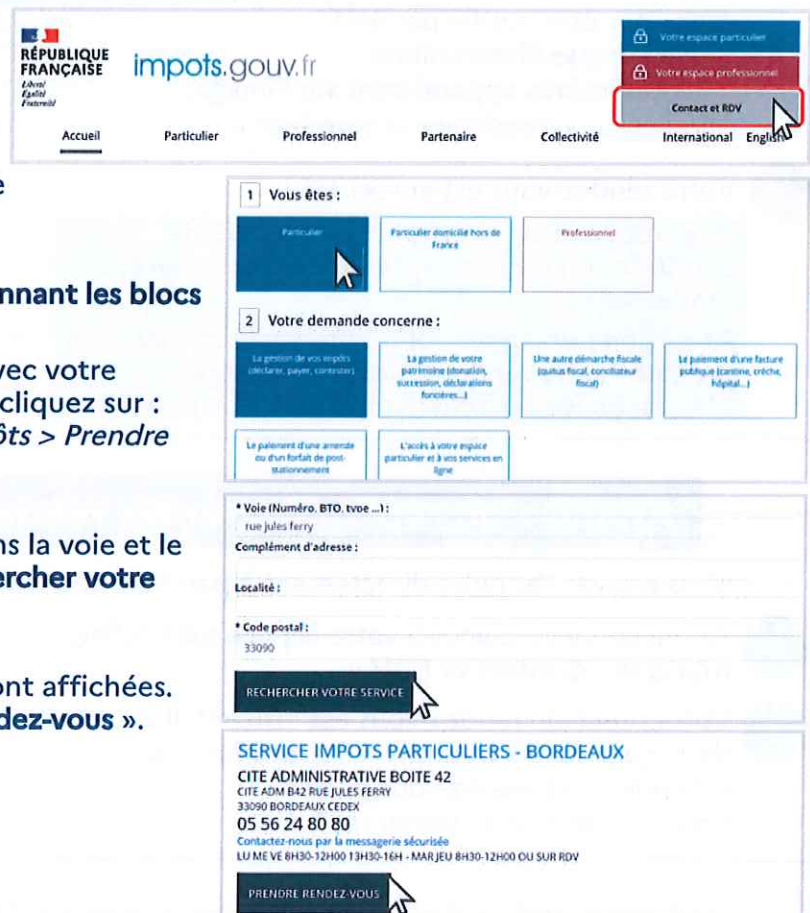 RÉPUBLIQUE
FRANÇAISE
Liberté
Égalité
Fraternité
impots.gouv.fr
Votre espace particulier
Votre espace professionnel
Contact et RDV
Accueil Particulier Professionnel Partenaire Collectivité International English
e
nnant les blocs
vec votre
cliquez sur :
ôts > Prendre
ns la voie et le
ercher votre
ont affichées.
dez-vous ».
1 Vous êtes :
Particulier
Particulier domicilié hors de
France
Professionnel
2 Votre demande concerne :
La gestion de vos impôts
(déclarer, payer, contester)
La gestion de votre
patrimoine (donation,
succession, déclarations
foncières...)
Une autre démarche fiscale
(quitus fiscal, conciliateur
fiscal)
Le paiement d'une facture
publique (cantine, crèche,
hôpital...)
Le paiement d'une amende
ou d'un forfait de post-
stationnement
L'accès à votre espace
particulier et à vos services en
ligne
* Voie (Numéro, BTQ, type ...) :
rue jules ferry
Complément d'adresse :
Localité :
* Code postal :
33090
RECHERCHER VOTRE SERVICE
SERVICE IMPOTS PARTICULIERS - BORDEAUX
CITE ADMINISTRATIVE BOITE 42
CITE ADM B42 RUE JULES FERRY
33090 BORDEAUX CEDEX
05 56 24 80 80
Contactez-nous par la messagerie sécurisée
LU ME VE 8H30-12H00 13H30-16H - MAR JEU 8H30-12H00 OU SUR RDV
PRENDRE RENDEZ-VOUS